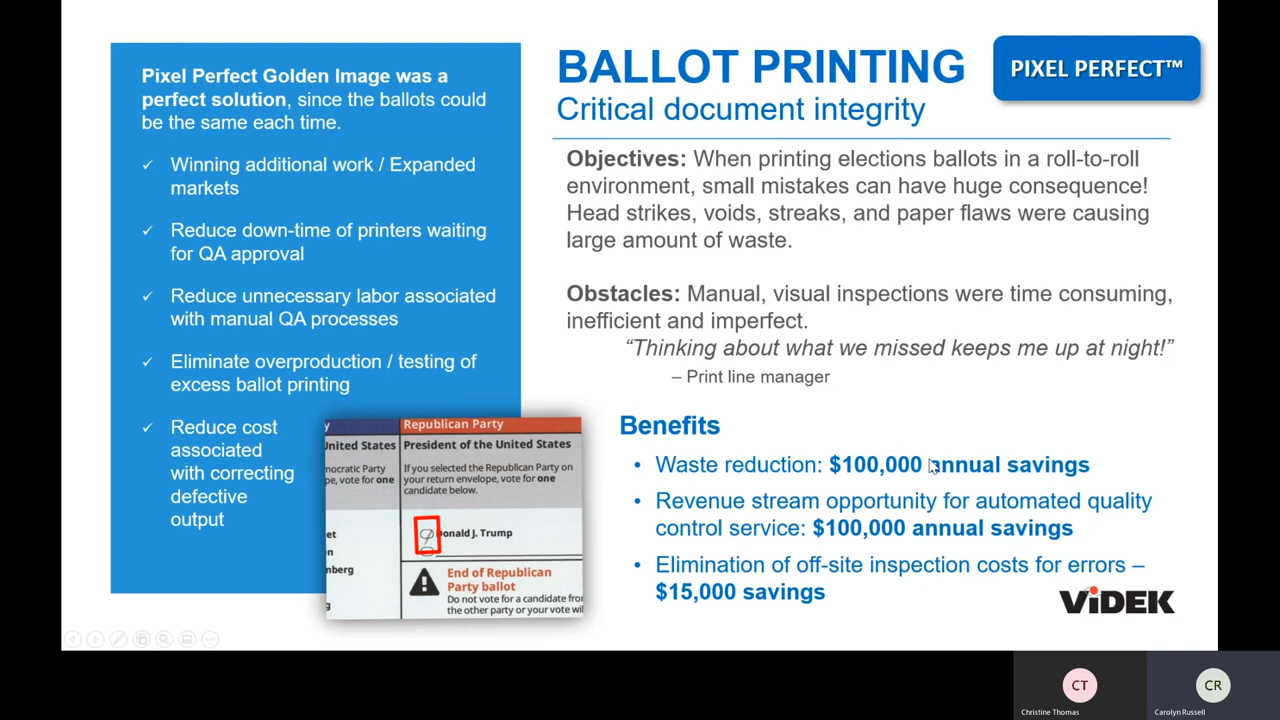 Pixel Perfect Golden Image was a
perfect solution, since the ballots could
be the same each time.
✓ Winning additional work / Expanded
markets
✓ Reduce down-time of printers waiting
for QA approval
✓ Reduce unnecessary labor associated
with manual QA processes
✓ Eliminate overproduction / testing of
excess ballot printing
✓ Reduce cost
associated
with correcting
defective
output
y Republican Party
United States
President of the United States
mocratic Party
pe, vote for one
If you selected the Republican Party on
your return envelope, vote for one
candidate below.
et
en
nberg
g
Donald J. Trump
End of Republican
Party ballot
Do not vote for a candidate from
the other party or your vote wil
BALLOT PRINTING
PIXEL PERFECT™
Critical document integrity
Objectives: When printing elections ballots in a roll-to-roll
environment, small mistakes can have huge consequence!
Head strikes, voids, streaks, and paper flaws were causing
large amount of waste.
Obstacles: Manual, visual inspections were time consuming,
inefficient and imperfect.
“Thinking about what we missed keeps me up at night!”
– Print line manager
Benefits
• Waste reduction: $100,000 annual savings
• Revenue stream opportunity for automated quality
control service: $100,000 annual savings
• Elimination of off-site inspection costs for errors –
$15,000 savings
ViDEK
CT
Christine Thomas
CR
Carolyn Russell